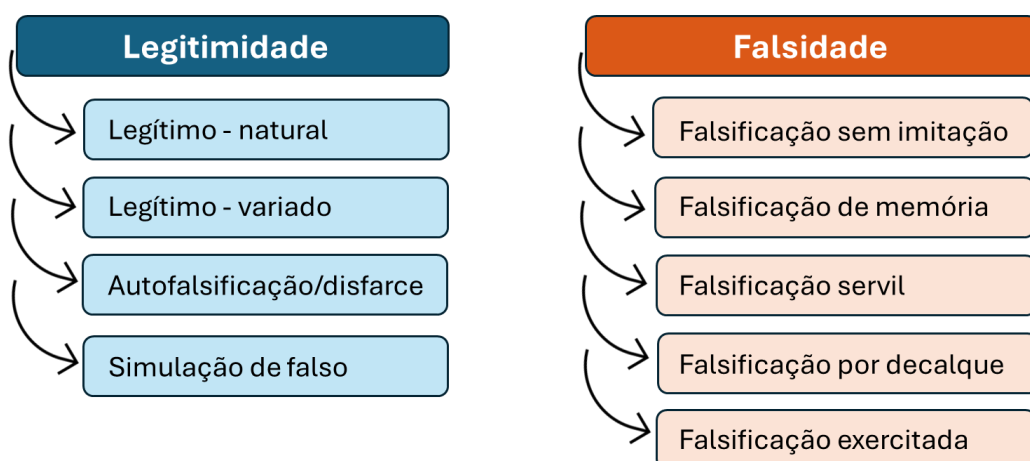 Legitimidade
Legítimo - natural
Legítimo - variado
Autofalsificação/disfarce
Simulação de falso
Falsidade
Falsificação sem imitação
Falsificação de memória
Falsificação servil
Falsificação por decalque
Falsificação exercitada